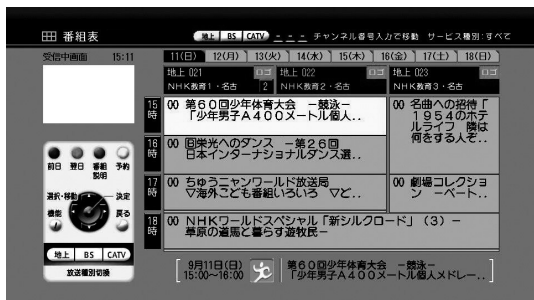 番組表
地上 BS CATV _ _ _ チャンネル番号入力で移動 サービス種別:すべて
受信中画面 15:11
11(日) 12(月) 13(火) 14(水) 15(木) 16(金) 17(土) 18(日)
地上 021 ロゴ 地上 022 ロゴ 地上 023 ロゴ
NHK教育1・名古 2 NHK教育2・名古 NHK教育3・名古
15時
00 第60回少年体育大会 -競泳-
「少年男子A400メートル個人..
00 名曲への招待「
1954のホテ
ルライフ 隣は
何をする人ぞ..
16時
00 回栄光へのダンス -第26回
日本インターナショナルダンス選..
17時
00 ちゅうニャンワールド放送局
▽海外こども番組いろいろ ▽ど..
00 劇場コレクショ
ン -ベート..
18時
00 NHKワールドスペシャル「新シルクロード」(3) -
草原の道馬と暮らす遊牧民-
前日 翌日 番組説明 予約
選択・移動 決定
機能 戻る
地上 BS CATV
放送種別切換
9月11日(日)
15:00~16:00
第60回少年体育大会 -競泳-
「少年男子A400メートル個人メドレー..